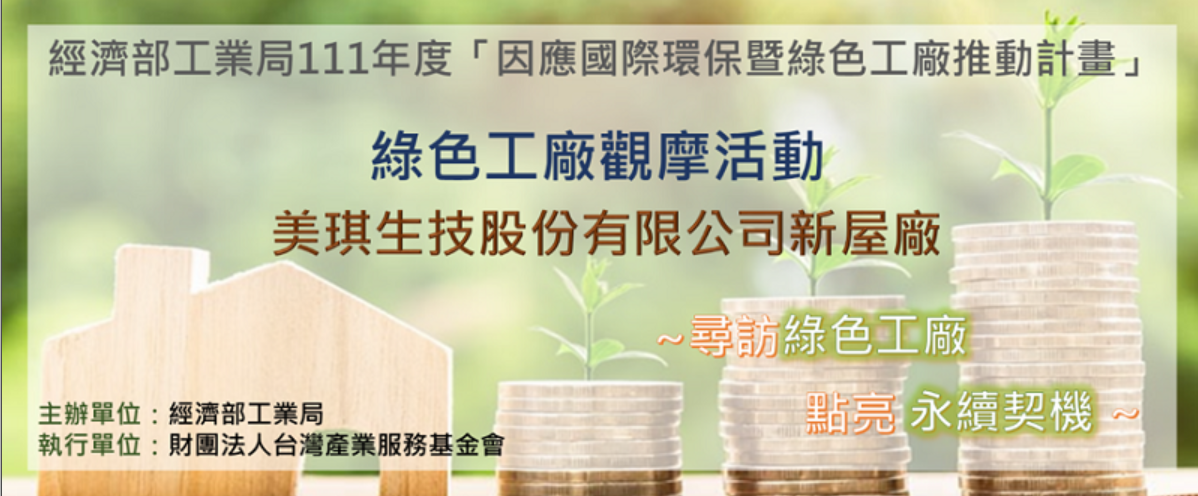 經濟部工業局111年度「因應國際環保暨綠色工廠推動計畫」
綠色工廠觀摩活動
美琪生技股份有限公司新屋廠
~尋訪綠色工廠
點亮 永續契機 ~
主辦單位：經濟部工業局
執行單位：財團法人台灣產業服務基金會